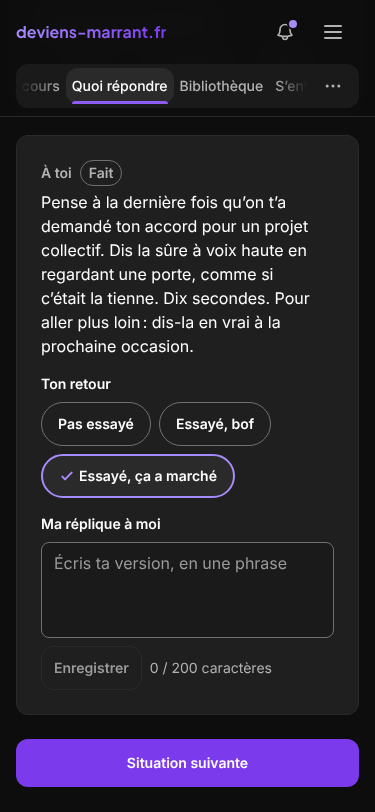 deviens-marrant.fr
cours Quoi répondre Bibliothèque S'en
À toi Fait
Pense à la dernière fois qu'on t'a
demandé ton accord pour un projet
collectif. Dis la sûre à voix haute en
regardant une porte, comme si
c'était la tienne. Dix secondes. Pour
aller plus loin : dis-la en vrai à la
prochaine occasion.
Ton retour
Pas essayé Essayé, bof
Essayé, ça a marché
Ma réplique à moi
Écris ta version, en une phrase
Enregistrer 0 / 200 caractères
Situation suivante